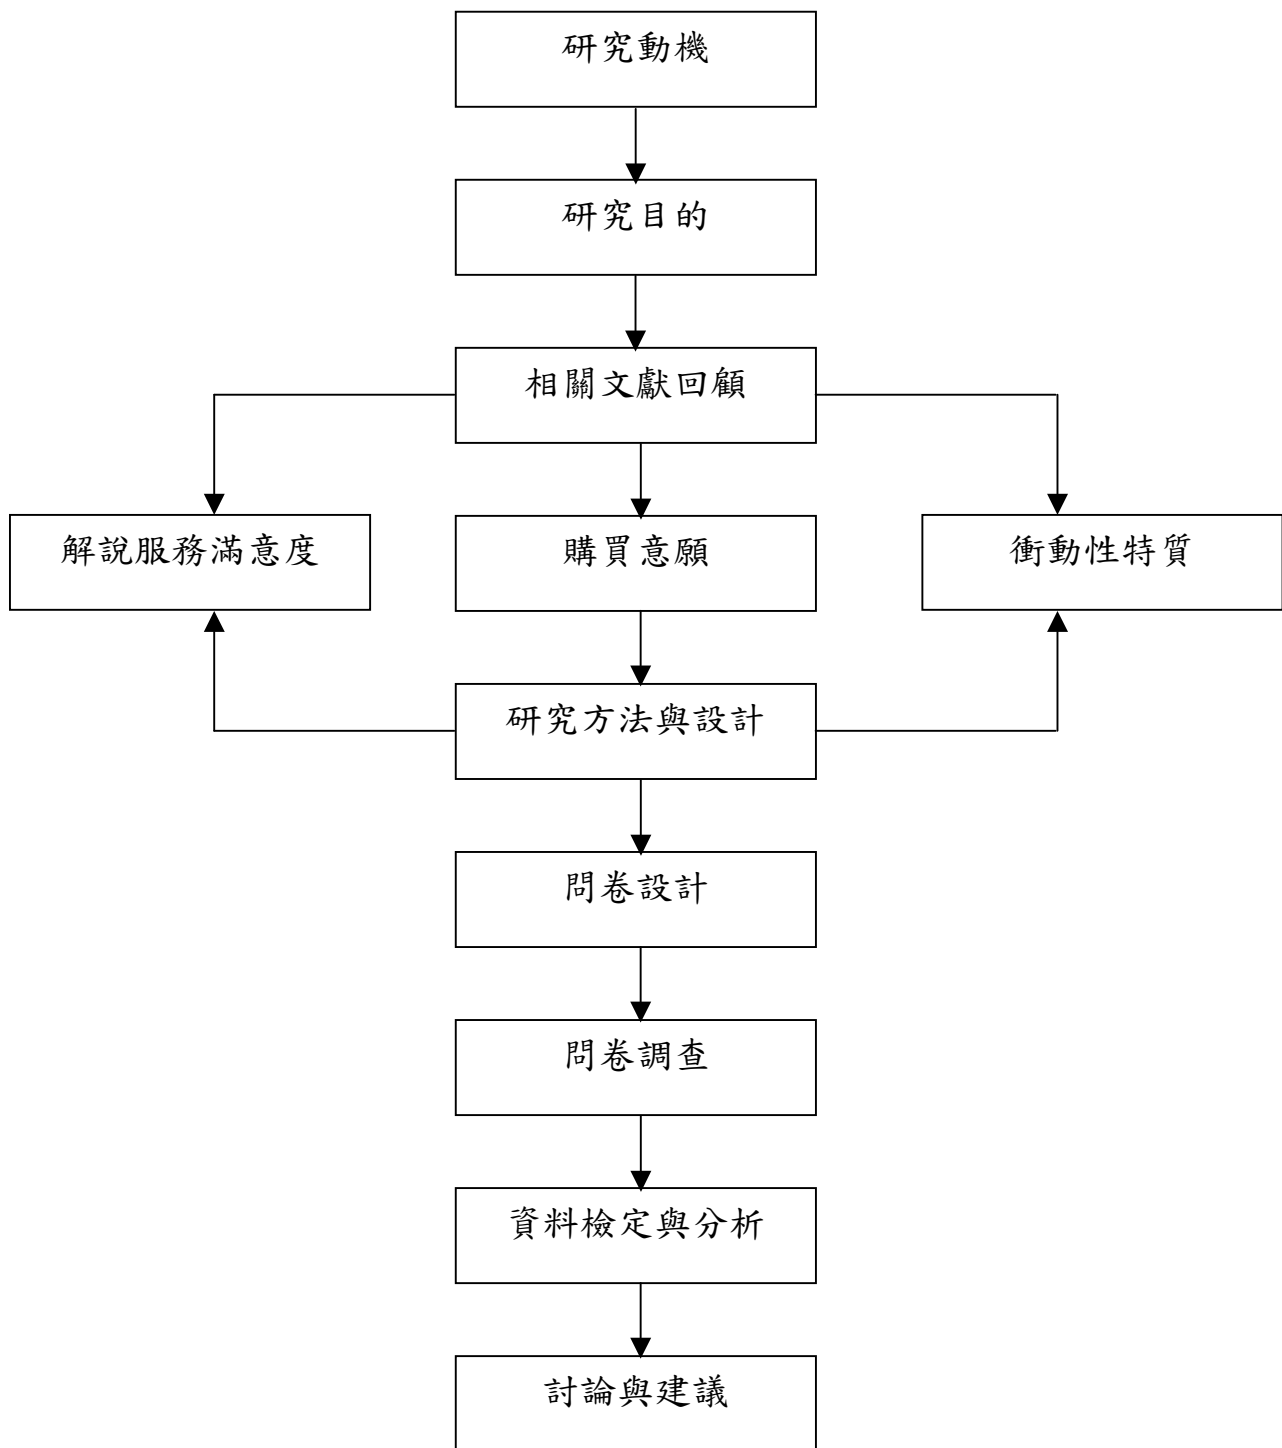 研究動機
研究目的
相關文獻回顧
解說服務滿意度
購買意願
衝動性特質
研究方法與設計
問卷設計
問卷調查
資料檢定與分析
討論與建議